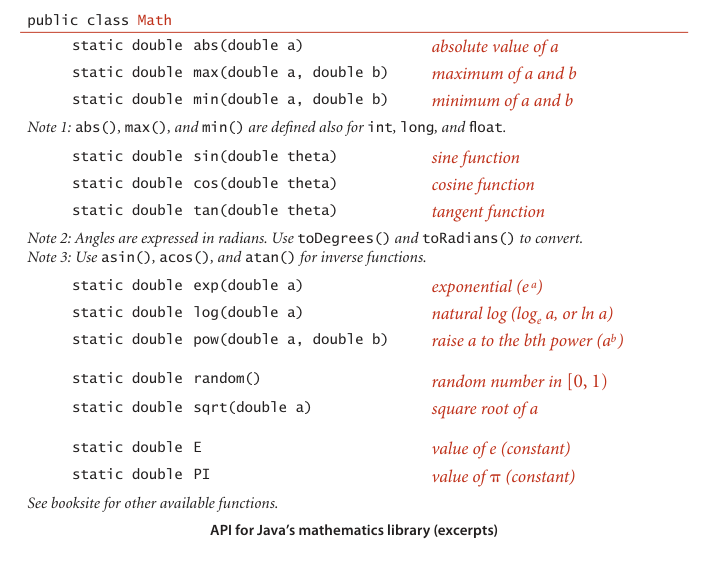 public class Math
static double abs(double a) absolute value of a
static double max(double a, double b) maximum of a and b
static double min(double a, double b) minimum of a and b
Note 1: abs(), max(), and min() are defined also for int, long, and float.
static double sin(double theta) sine function
static double cos(double theta) cosine function
static double tan(double theta) tangent function
Note 2: Angles are expressed in radians. Use toDegrees() and toRadians() to convert.
Note 3: Use asin(), acos(), and atan() for inverse functions.
static double exp(double a) exponential (eᵃ)
static double log(double a) natural log (logₑ a, or ln a)
static double pow(double a, double b) raise a to the bth power (aᵇ)
static double random() random number in [0, 1)
static double sqrt(double a) square root of a
static double E value of e (constant)
static double PI value of π (constant)
See booksite for other available functions.
API for Java’s mathematics library (excerpts)